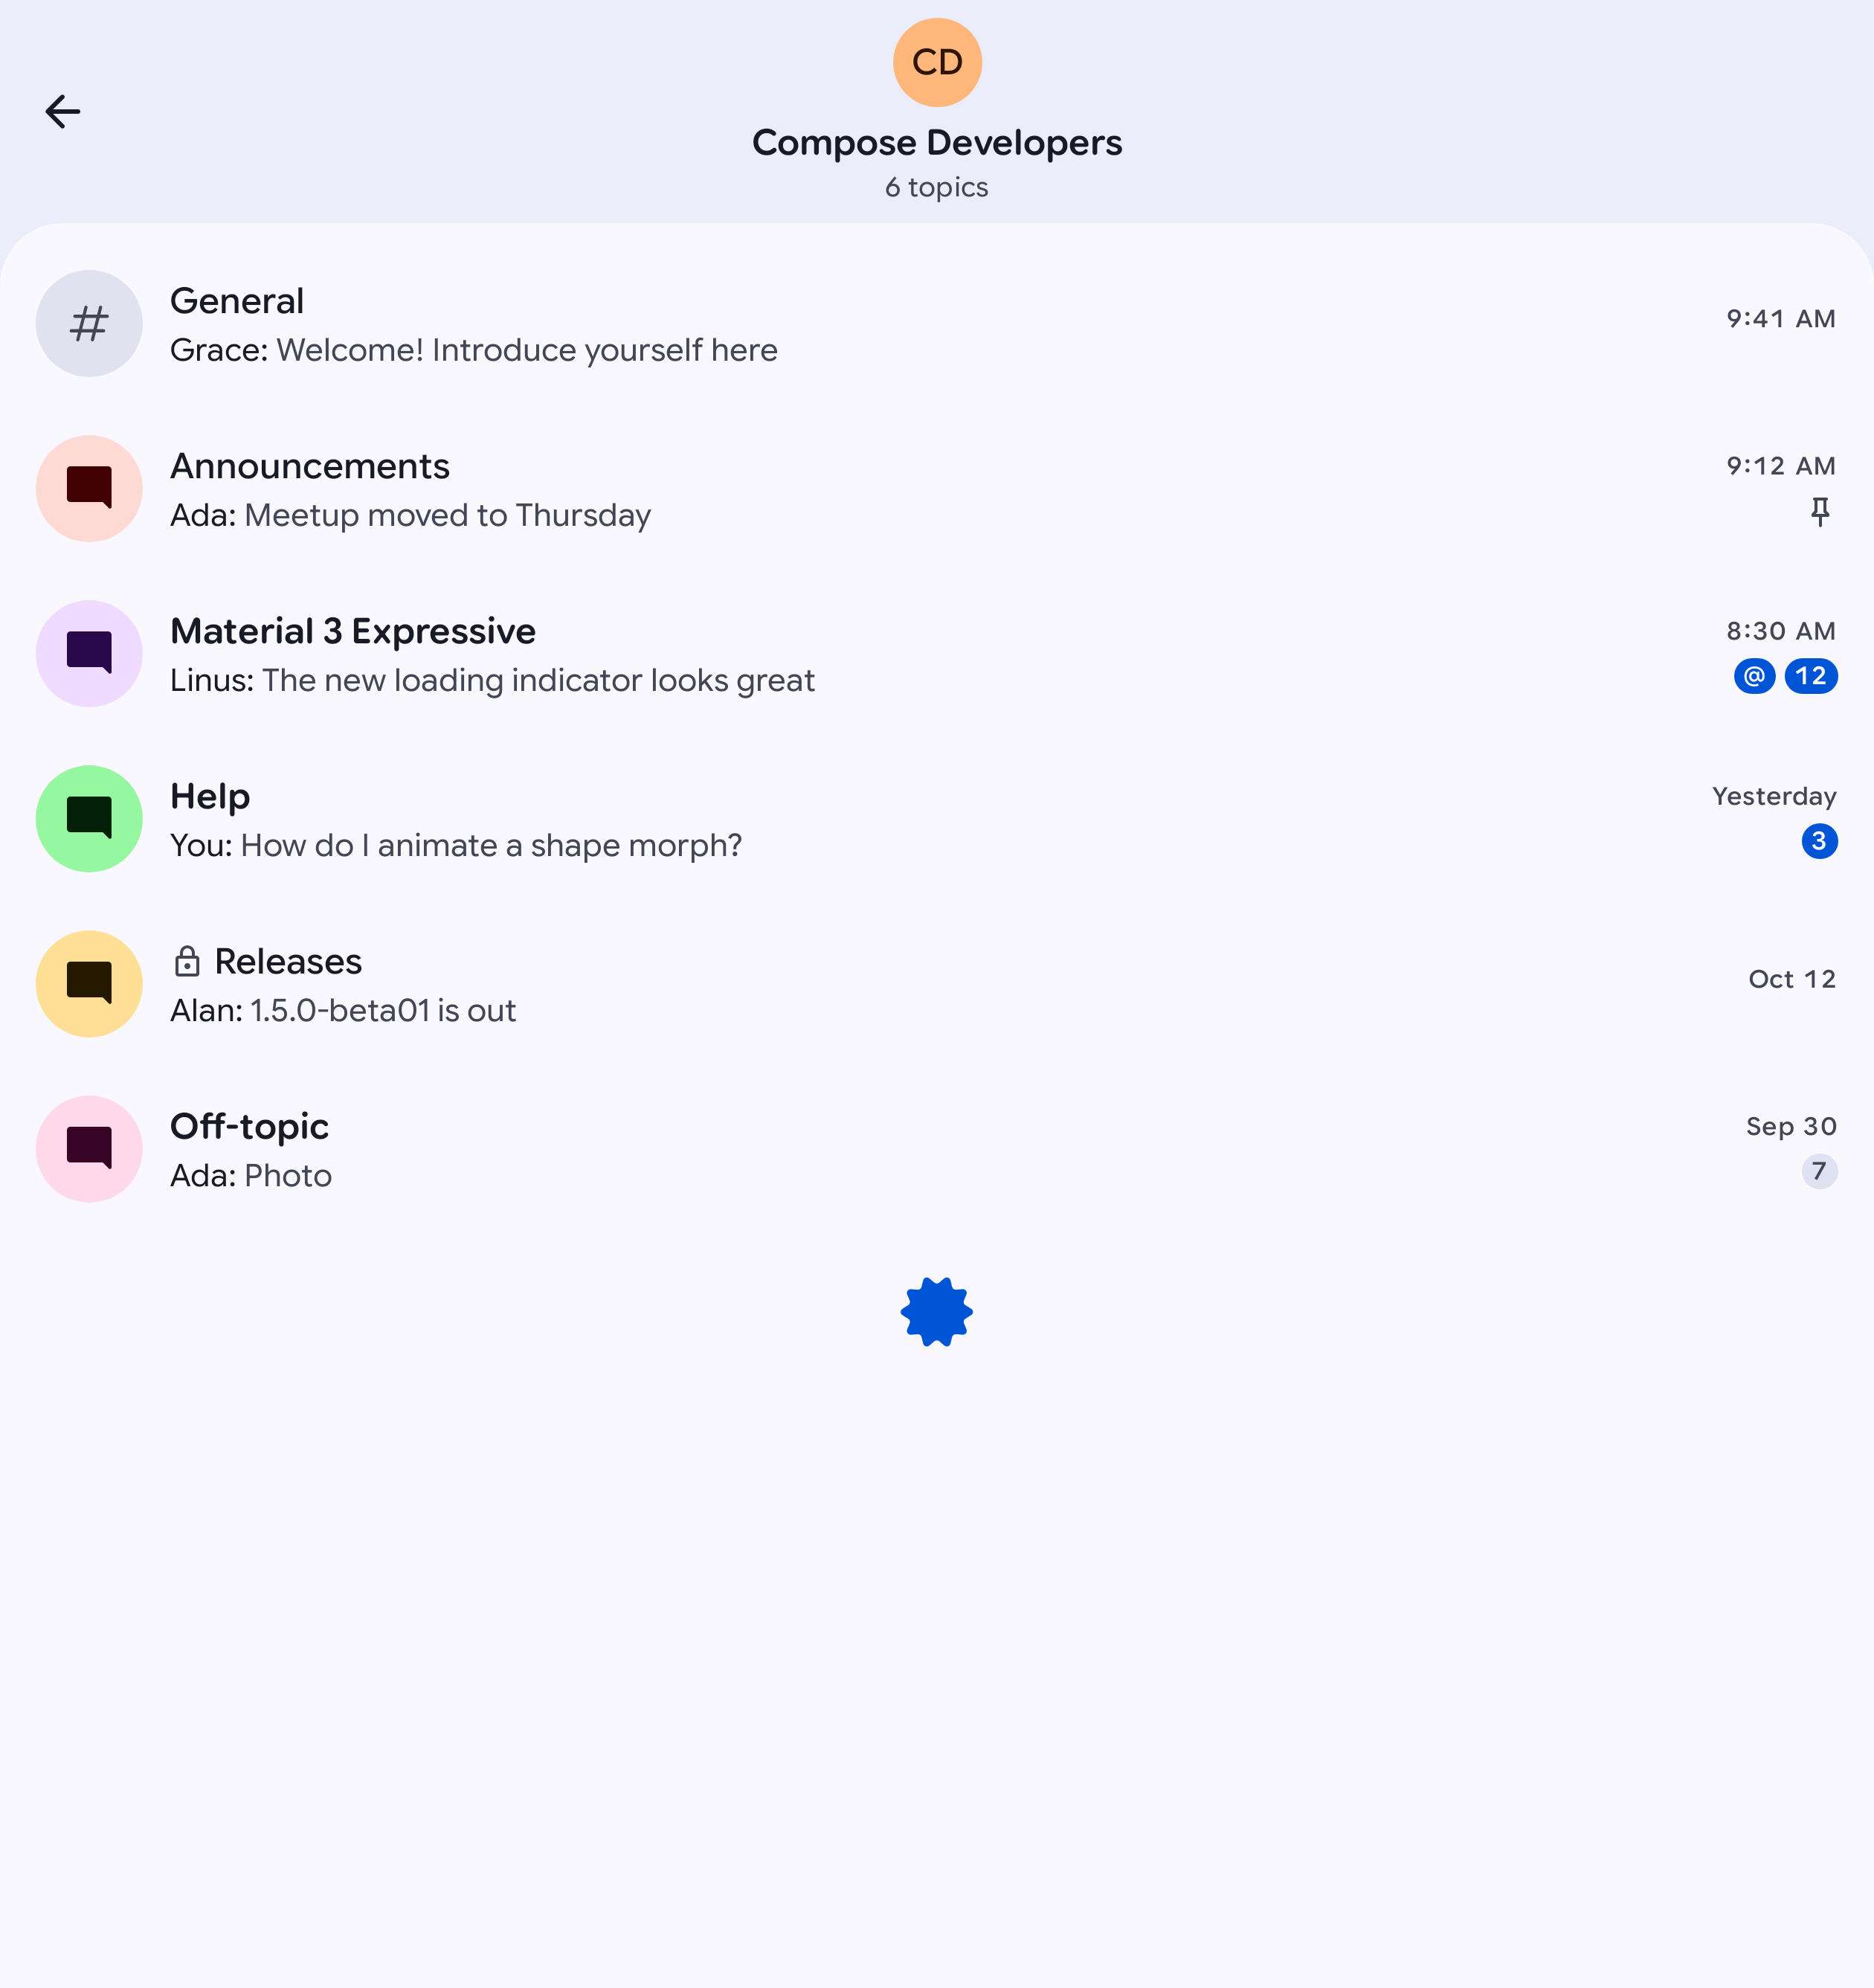 CD
Compose Developers
6 topics
#
General
9:41 AM
Grace: Welcome! Introduce yourself here
Announcements
9:12 AM
Ada: Meetup moved to Thursday
Material 3 Expressive
8:30 AM
Linus: The new loading indicator looks great
@ 12
Help
Yesterday
You: How do I animate a shape morph?
3
Releases
Oct 12
Alan: 1.5.0-beta01 is out
Off-topic
Sep 30
Ada: Photo
7